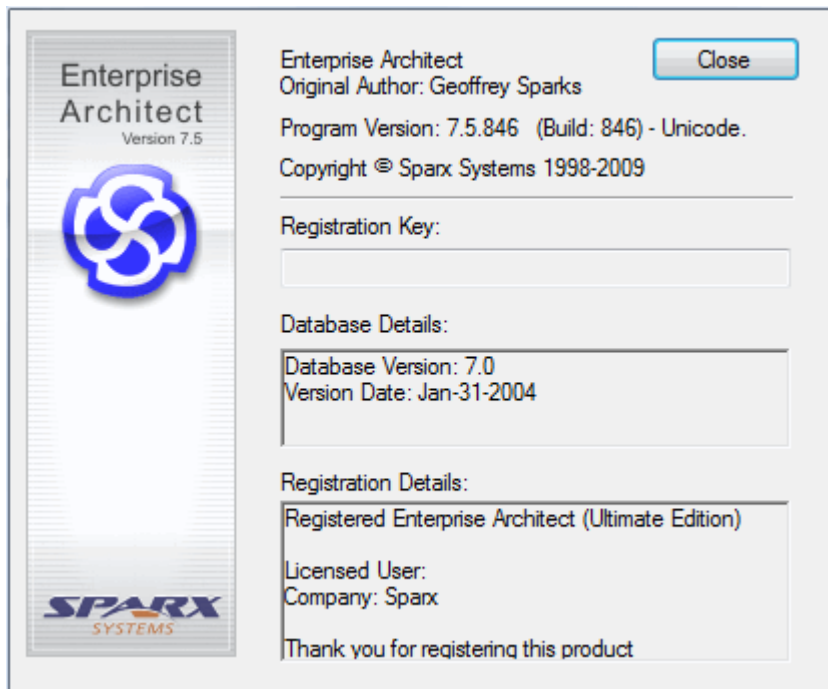 Enterprise
Architect
Version 7.5
SPARX
SYSTEMS
Enterprise Architect
Close
Original Author: Geoffrey Sparks
Program Version: 7.5.846 (Build: 846) - Unicode.
Copyright © Sparx Systems 1998-2009
Registration Key:
Database Details:
Database Version: 7.0
Version Date: Jan-31-2004
Registration Details:
Registered Enterprise Architect (Ultimate Edition)
Licensed User:
Company: Sparx
Thank you for registering this product